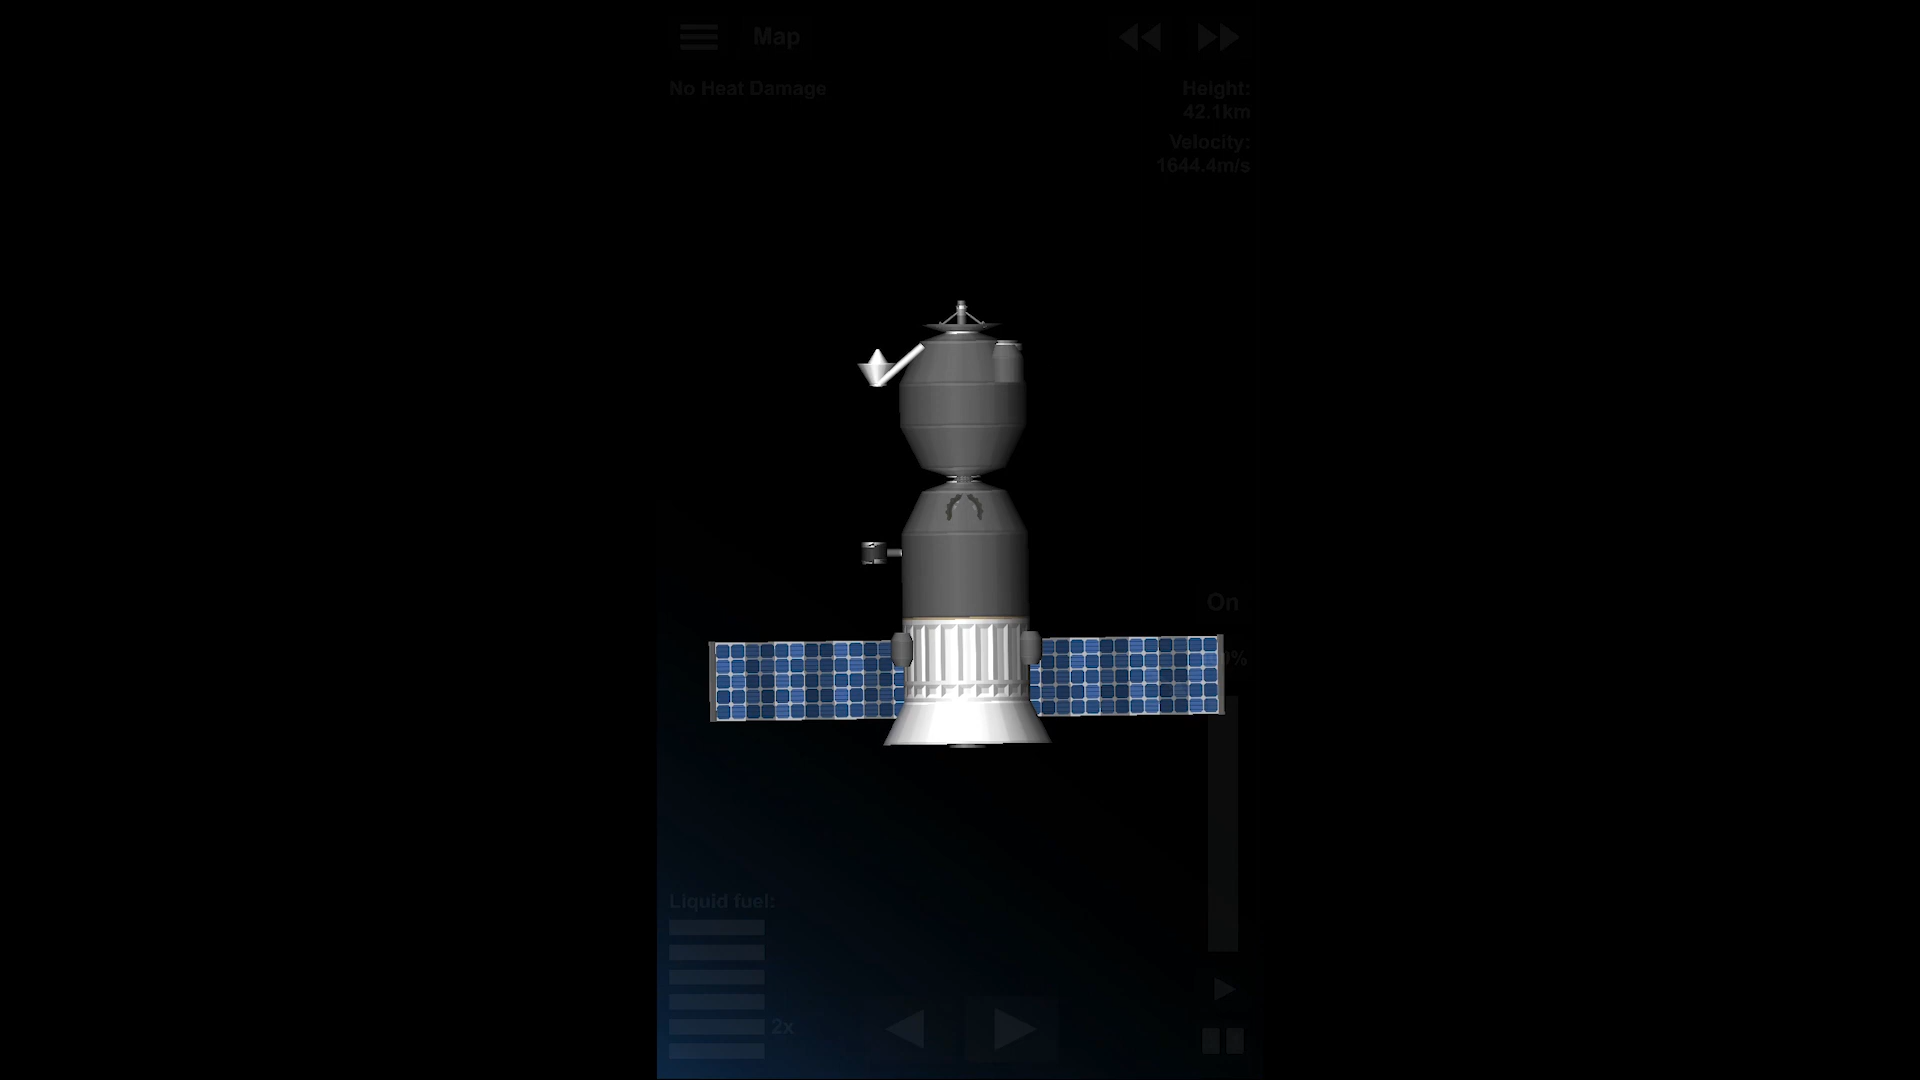 Map
No Heat Damage
Height:
42.1km
Velocity:
1644.4m/s
On
Liquid fuel:
2x